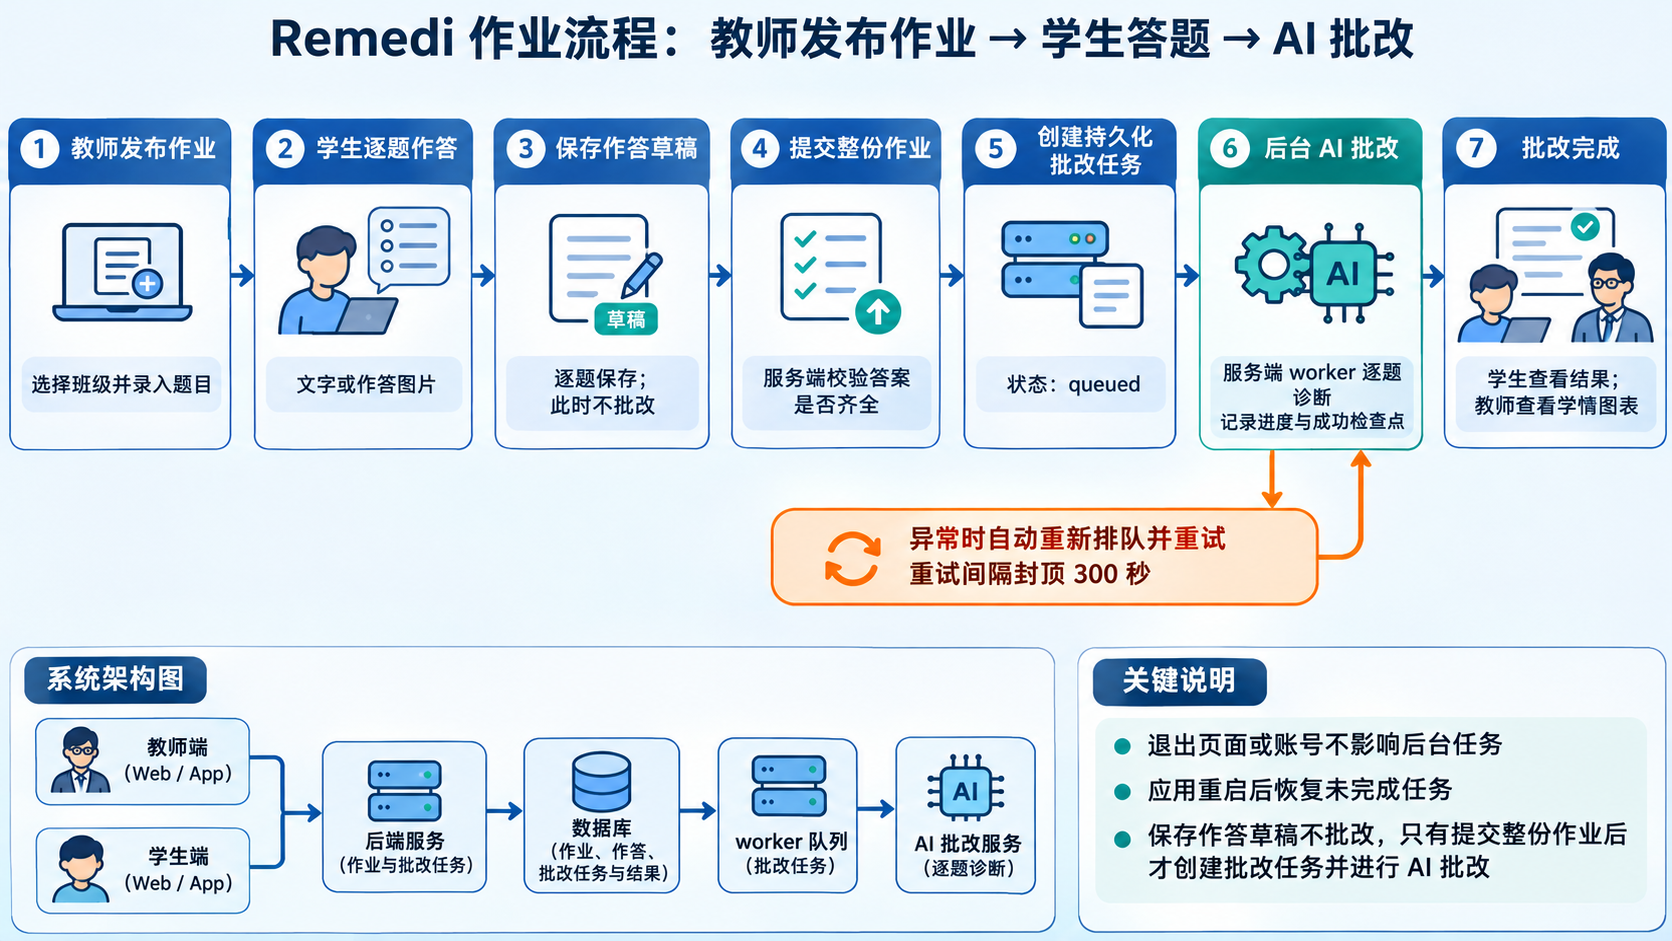 Remedi 作业流程：教师发布作业 → 学生答题 → AI 批改
1 教师发布作业
选择班级并录入题目
2 学生逐题作答
文字或作答图片
3 保存作答草稿
草稿
逐题保存；
此时不批改
4 提交整份作业
服务端校验答案
是否齐全
5 创建持久化
批改任务
状态：queued
6 后台 AI 批改
AI
服务端 worker 逐题
诊断
记录进度与成功检查点
7 批改完成
学生查看结果；
教师查看学情图表
异常时自动重新排队并重试
重试间隔封顶 300 秒
系统架构图
教师端
（Web / App）
学生端
（Web / App）
后端服务
（作业与批改任务）
数据库
（作业、作答、
批改任务与结果）
worker 队列
（批改任务）
AI
AI 批改服务
（逐题诊断）
关键说明
退出页面或账号不影响后台任务
应用重启后恢复未完成任务
保存作答草稿不批改，只有提交整份作业后
才创建批改任务并进行 AI 批改